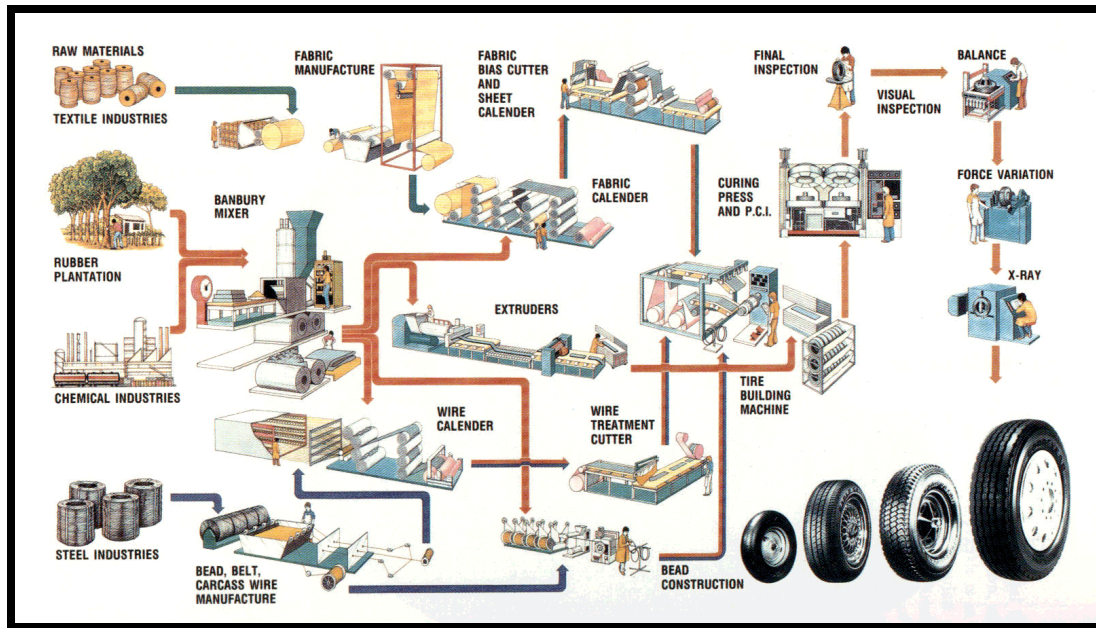 RAW MATERIALS
TEXTILE INDUSTRIES
FABRIC
MANUFACTURE
FABRIC
BIAS CUTTER
AND
SHEET
CALENDER
FINAL
INSPECTION
VISUAL
INSPECTION
BALANCE
RUBBER
PLANTATION
BANBURY
MIXER
FABRIC
CALENDER
CURING
PRESS
AND P.C.I.
FORCE VARIATION
X-RAY
CHEMICAL INDUSTRIES
EXTRUDERS
TIRE
BUILDING
MACHINE
WIRE
CALENDER
WIRE
TREATMENT
CUTTER
STEEL INDUSTRIES
BEAD, BELT,
CARCASS WIRE
MANUFACTURE
BEAD
CONSTRUCTION